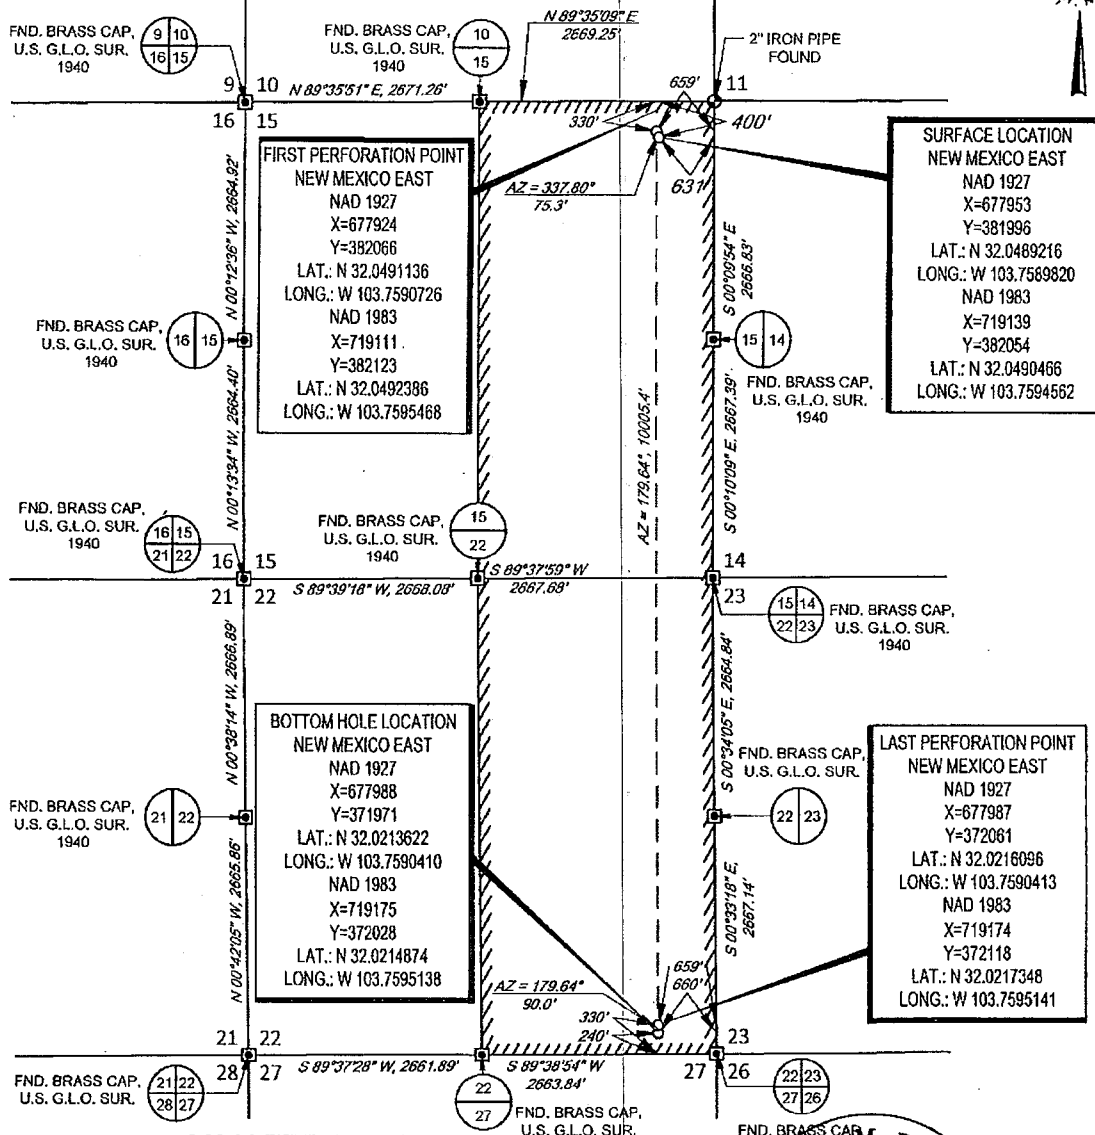 N 89°35'09" E
2669.25'
FND. BRASS CAP,
U.S. G.L.O. SUR.
1940
9 10
16 15
FND. BRASS CAP,
U.S. G.L.O. SUR.
1940
10
15
2" IRON PIPE
FOUND
9 10
N 89°35'51" E, 2671.26'
659'
11
16 15
330'
400'
631'
AZ = 337.80°
75.3'
FIRST PERFORATION POINT
NEW MEXICO EAST
NAD 1927
X=677924
Y=382066
LAT.: N 32.0491136
LONG.: W 103.7590726
NAD 1983
X=719111
Y=382123
LAT.: N 32.0492386
LONG.: W 103.7595468
SURFACE LOCATION
NEW MEXICO EAST
NAD 1927
X=677953
Y=381996
LAT.: N 32.0489216
LONG.: W 103.7589820
NAD 1983
X=719139
Y=382054
LAT.: N 32.0490466
LONG.: W 103.7594562
N 00°12'36" W, 2664.92'
S 00°09'54" E
2666.83'
FND. BRASS CAP,
U.S. G.L.O. SUR.
1940
16 15
15 14
FND. BRASS CAP,
U.S. G.L.O. SUR.
1940
N 00°13'34" W, 2664.40'
AZ = 179.64°, 10005.4'
S 00°10'09" E, 2667.39'
FND. BRASS CAP,
U.S. G.L.O. SUR.
1940
16 15
21 22
FND. BRASS CAP,
U.S. G.L.O. SUR.
1940
15
22
16 15
S 89°37'59" W
2667.68'
14
21 22
S 89°39'18" W, 2668.08'
23
15 14
22 23
FND. BRASS CAP,
U.S. G.L.O. SUR.
1940
N 00°38'14" W, 2666.89'
S 00°34'05" E, 2664.84'
BOTTOM HOLE LOCATION
NEW MEXICO EAST
NAD 1927
X=677988
Y=371971
LAT.: N 32.0213622
LONG.: W 103.7590410
NAD 1983
X=719175
Y=372028
LAT.: N 32.0214874
LONG.: W 103.7595138
FND. BRASS CAP,
U.S. G.L.O. SUR.
22 23
LAST PERFORATION POINT
NEW MEXICO EAST
NAD 1927
X=677987
Y=372061
LAT.: N 32.0216096
LONG.: W 103.7590413
NAD 1983
X=719174
Y=372118
LAT.: N 32.0217348
LONG.: W 103.7595141
FND. BRASS CAP,
U.S. G.L.O. SUR.
1940
21 22
N 00°42'05" W, 2665.86'
S 00°33'18" E,
2667.14'
AZ = 179.64°
90.0'
659'
660'
330'
240'
21 22
23
28 27
S 89°37'28" W, 2661.89'
S 89°38'54" W
2663.84'
27 26
FND. BRASS CAP,
U.S. G.L.O. SUR.
21 22
28 27
22
27
FND. BRASS CAP,
U.S. G.L.O. SUR.
22 23
27 26
FND. BRASS CAP